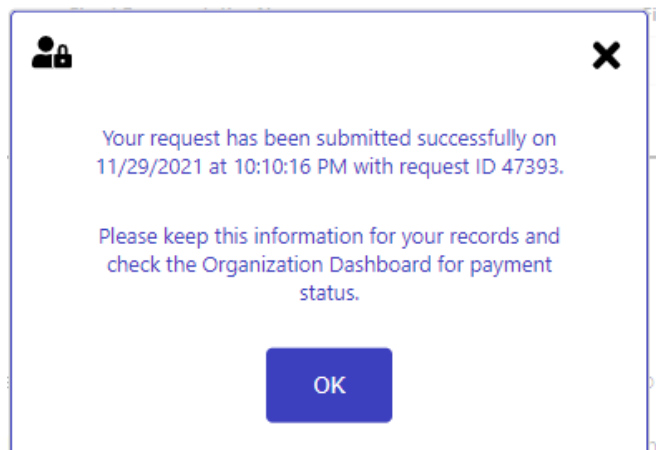 Your request has been submitted successfully on
11/29/2021 at 10:10:16 PM with request ID 47393.
Please keep this information for your records and
check the Organization Dashboard for payment
status.
OK